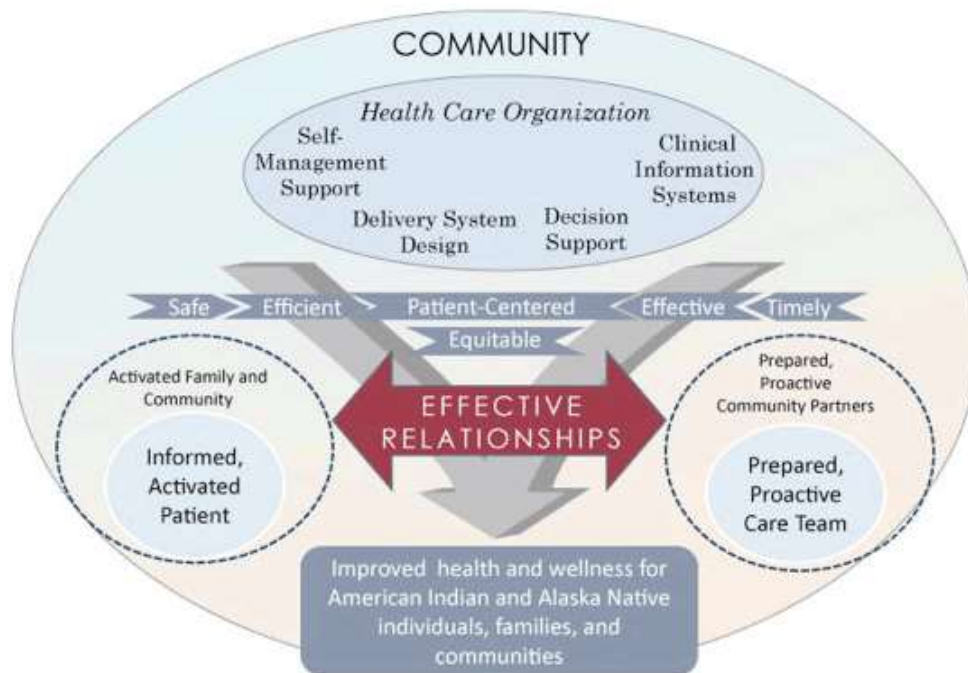 COMMUNITY
Health Care Organization
Self-
Management
Support
Clinical
Information
Systems
Delivery System
Design
Decision
Support
Safe
Efficient
Patient-Centered
Effective
Timely
Equitable
Activated Family and
Community
Informed,
Activated
Patient
EFFECTIVE
RELATIONSHIPS
Prepared,
Proactive
Community Partners
Prepared,
Proactive
Care Team
Improved health and wellness for
American Indian and Alaska Native
individuals, families, and
communities